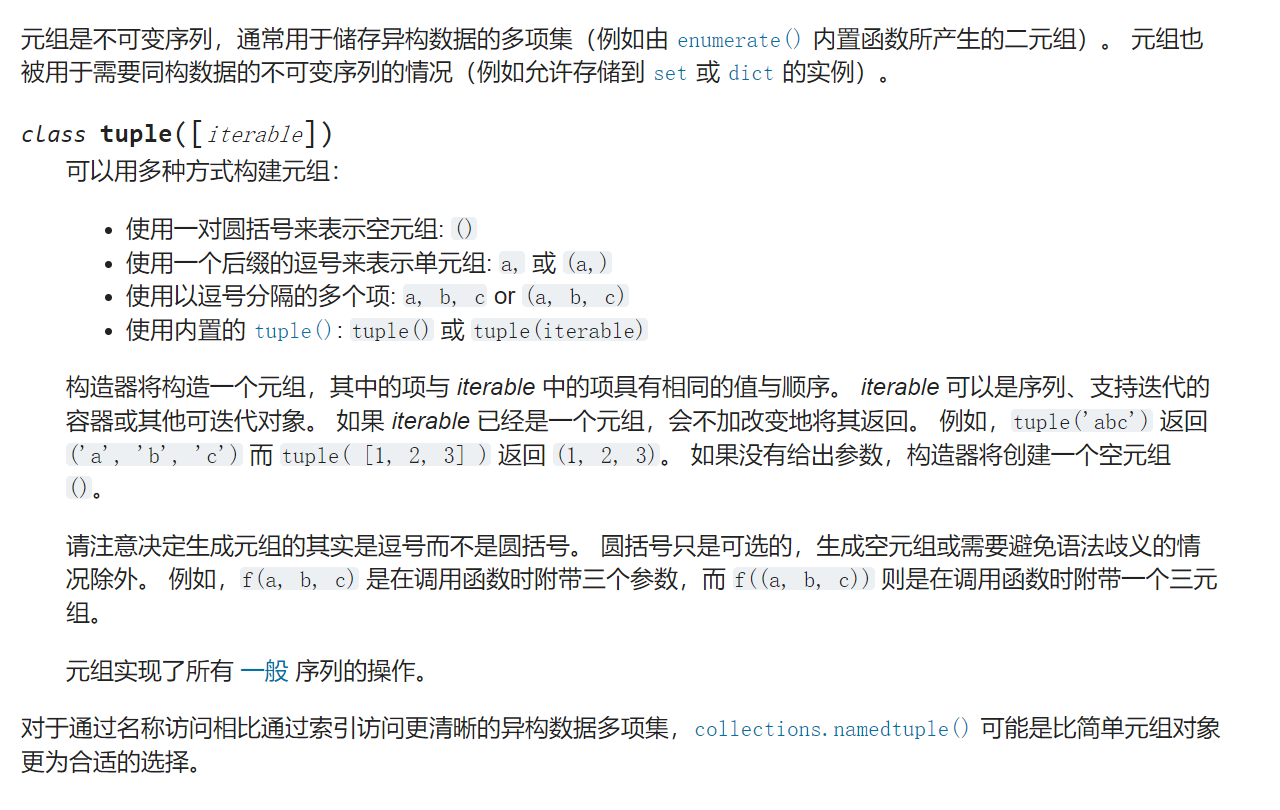 元组是不可变序列，通常用于储存异构数据的多项集（例如由 enumerate() 内置函数所产生的二元组）。 元组也
被用于需要同构数据的不可变序列的情况（例如允许存储到 set 或 dict 的实例）。
class tuple([iterable])
可以用多种方式构建元组：
• 使用一对圆括号来表示空元组: ()
• 使用一个后缀的逗号来表示单元组: a, 或 (a,)
• 使用以逗号分隔的多个项: a, b, c or (a, b, c)
• 使用内置的 tuple(): tuple() 或 tuple(iterable)
构造器将构造一个元组，其中的项与 iterable 中的项具有相同的值与顺序。 iterable 可以是序列、支持迭代的
容器或其他可迭代对象。 如果 iterable 已经是一个元组，会不加改变地将其返回。 例如，tuple('abc') 返回
('a', 'b', 'c') 而 tuple( [1, 2, 3] ) 返回 (1, 2, 3)。 如果没有给出参数，构造器将创建一个空元组
()。
请注意决定生成元组的其实是逗号而不是圆括号。 圆括号只是可选的，生成空元组或需要避免语法歧义的情
况除外。 例如，f(a, b, c) 是在调用函数时附带三个参数，而 f((a, b, c)) 则是在调用函数时附带一个三元
组。
元组实现了所有 一般 序列的操作。
对于通过名称访问相比通过索引访问更清晰的异构数据多项集，collections.namedtuple() 可能是比简单元组对象
更为合适的选择。